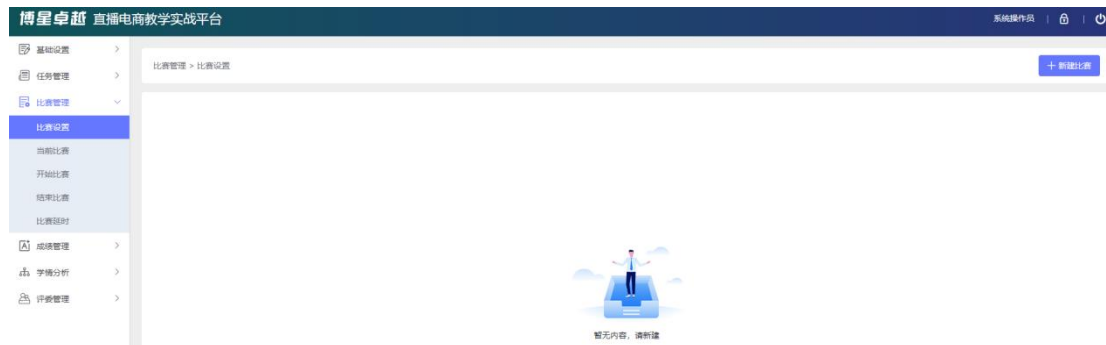 博星卓越 直播电商教学实战平台
系统操作员
基础设置
任务管理
比赛管理
比赛设置
当前比赛
开始比赛
结束比赛
比赛延时
成绩管理
学情分析
评委管理
比赛管理 > 比赛设置
+ 新建比赛
暂无内容，请新建